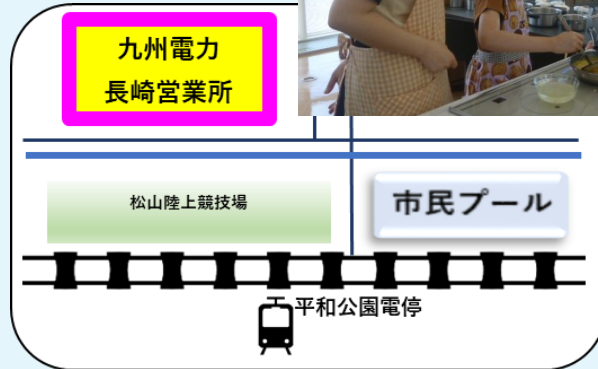 九州電力
長崎営業所
松山陸上競技場
市民プール
平和公園電停